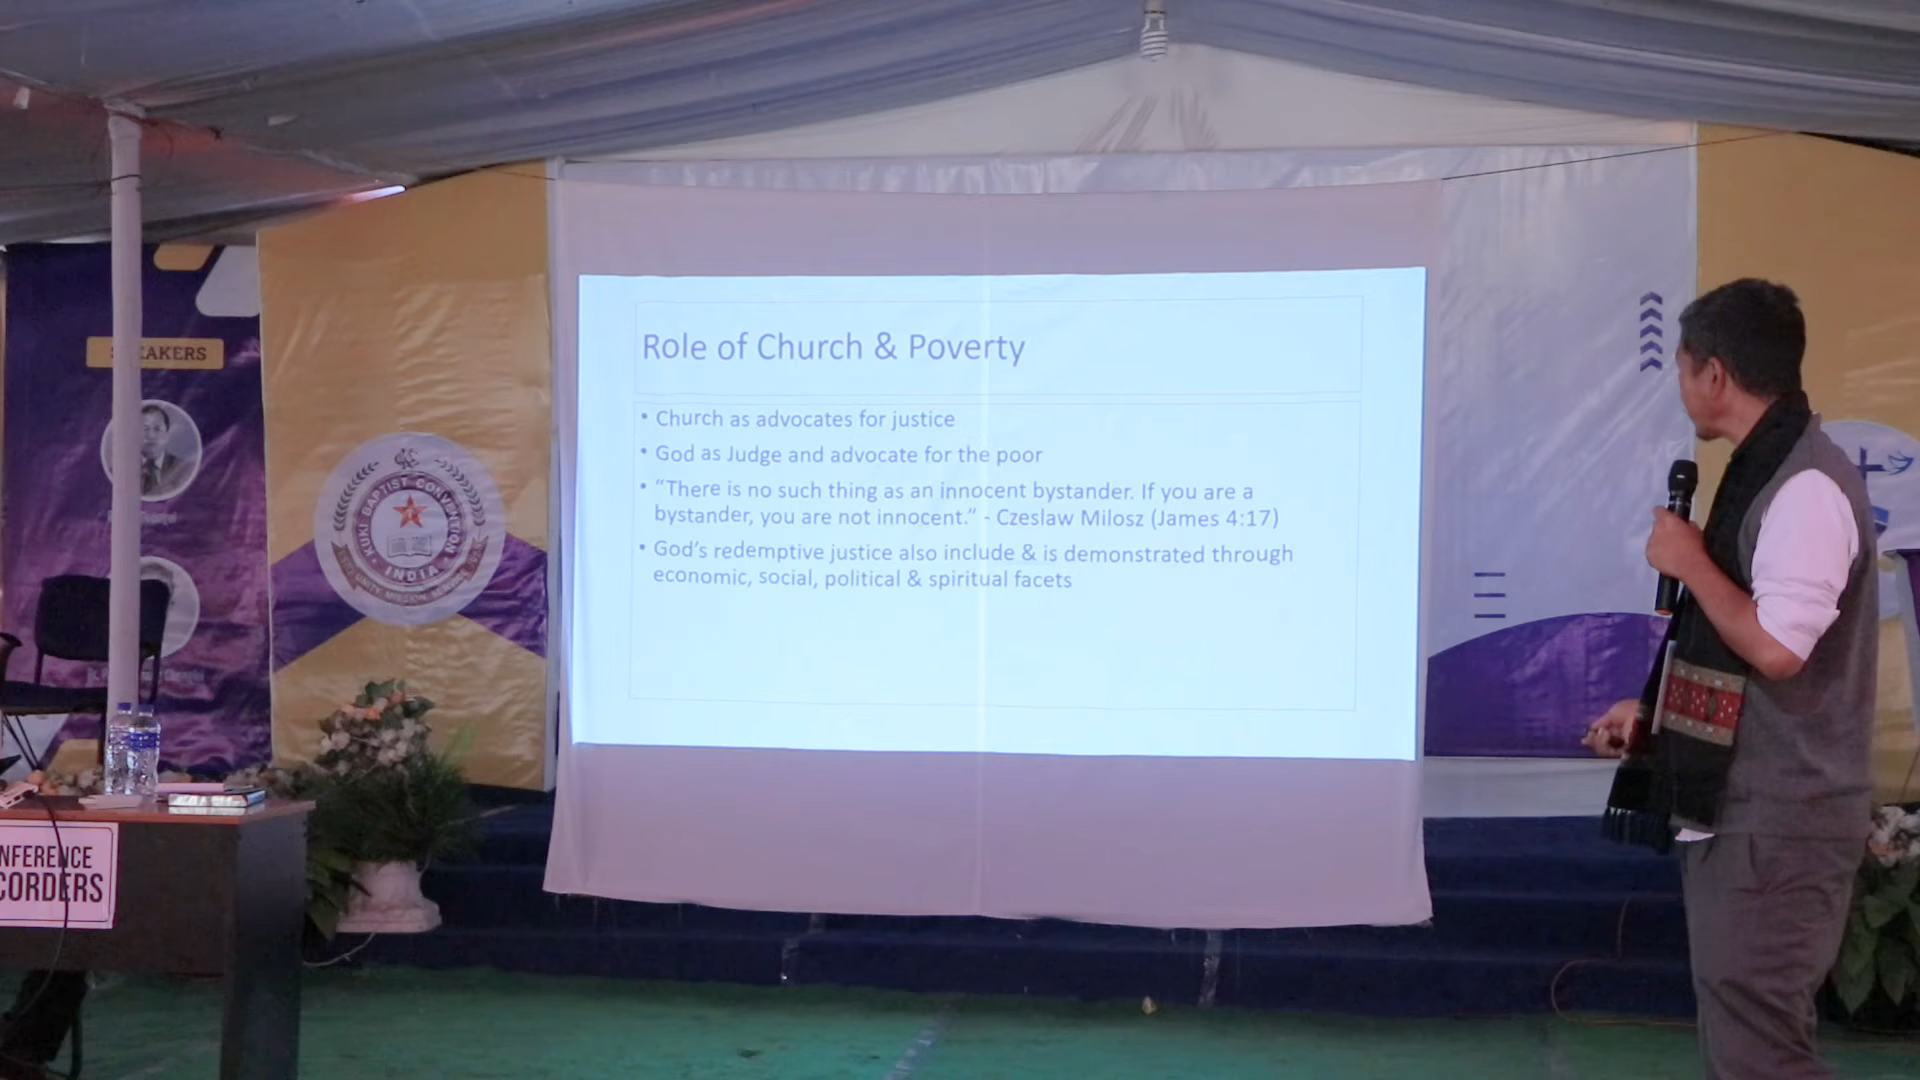 Role of Church & Poverty
• Church as advocates for justice
• God as Judge and advocate for the poor
• “There is no such thing as an innocent bystander. If you are a
bystander, you are not innocent.” - Czeslaw Milosz (James 4:17)
• God’s redemptive justice also include & is demonstrated through
economic, social, political & spiritual facets
EAKERS
KUKI BAPTIST CONVENTION
INDIA
UNITY MISSION
NFERENCE
CORDERS